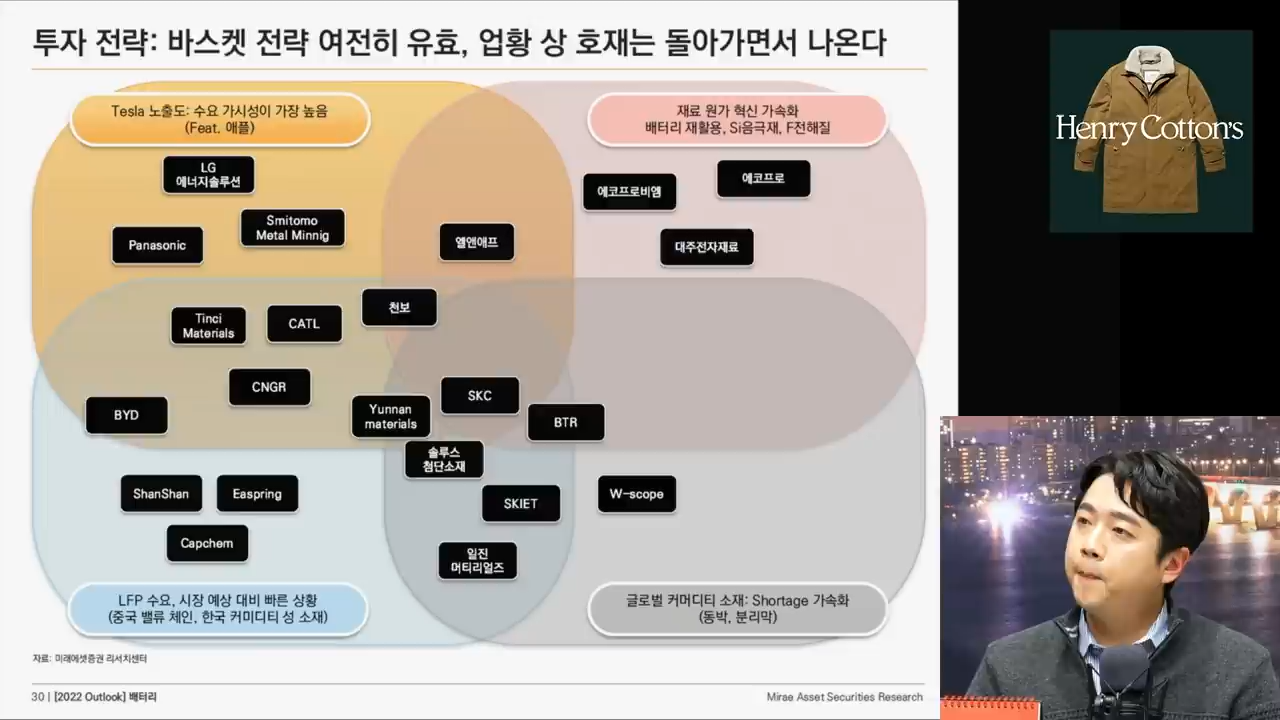 투자 전략: 바스켓 전략 여전히 유효, 업황 상 호재는 돌아가면서 나온다
Tesla 노출도: 수요 가시성이 가장 높음
(Feat. 애플)
재료 원가 혁신 가속화
배터리 재활용, Si음극재, F전해질
Henry Cotton's
LG
에너지솔루션
Smitomo
Metal Minnig
Panasonic
엘앤애프
에코프로비엠
에코프로
대주전자재료
Tinci
Materials
CATL
천보
CNGR
BYD
Yunnan
materials
SKC
BTR
솔루스
첨단소재
ShanShan
Easpring
SKIET
W-scope
Capchem
일진
머티리얼즈
LFP 수요, 시장 예상 대비 빠른 상황
(중국 밸류 체인, 한국 커미디티 성 소재)
글로벌 커머디티 소재: Shortage 가속화
(동박, 분리막)
자료: 미래에셋증권 리서치센터
30 | [2022 Outlook] 배터리
Mirae Asset Securities Research